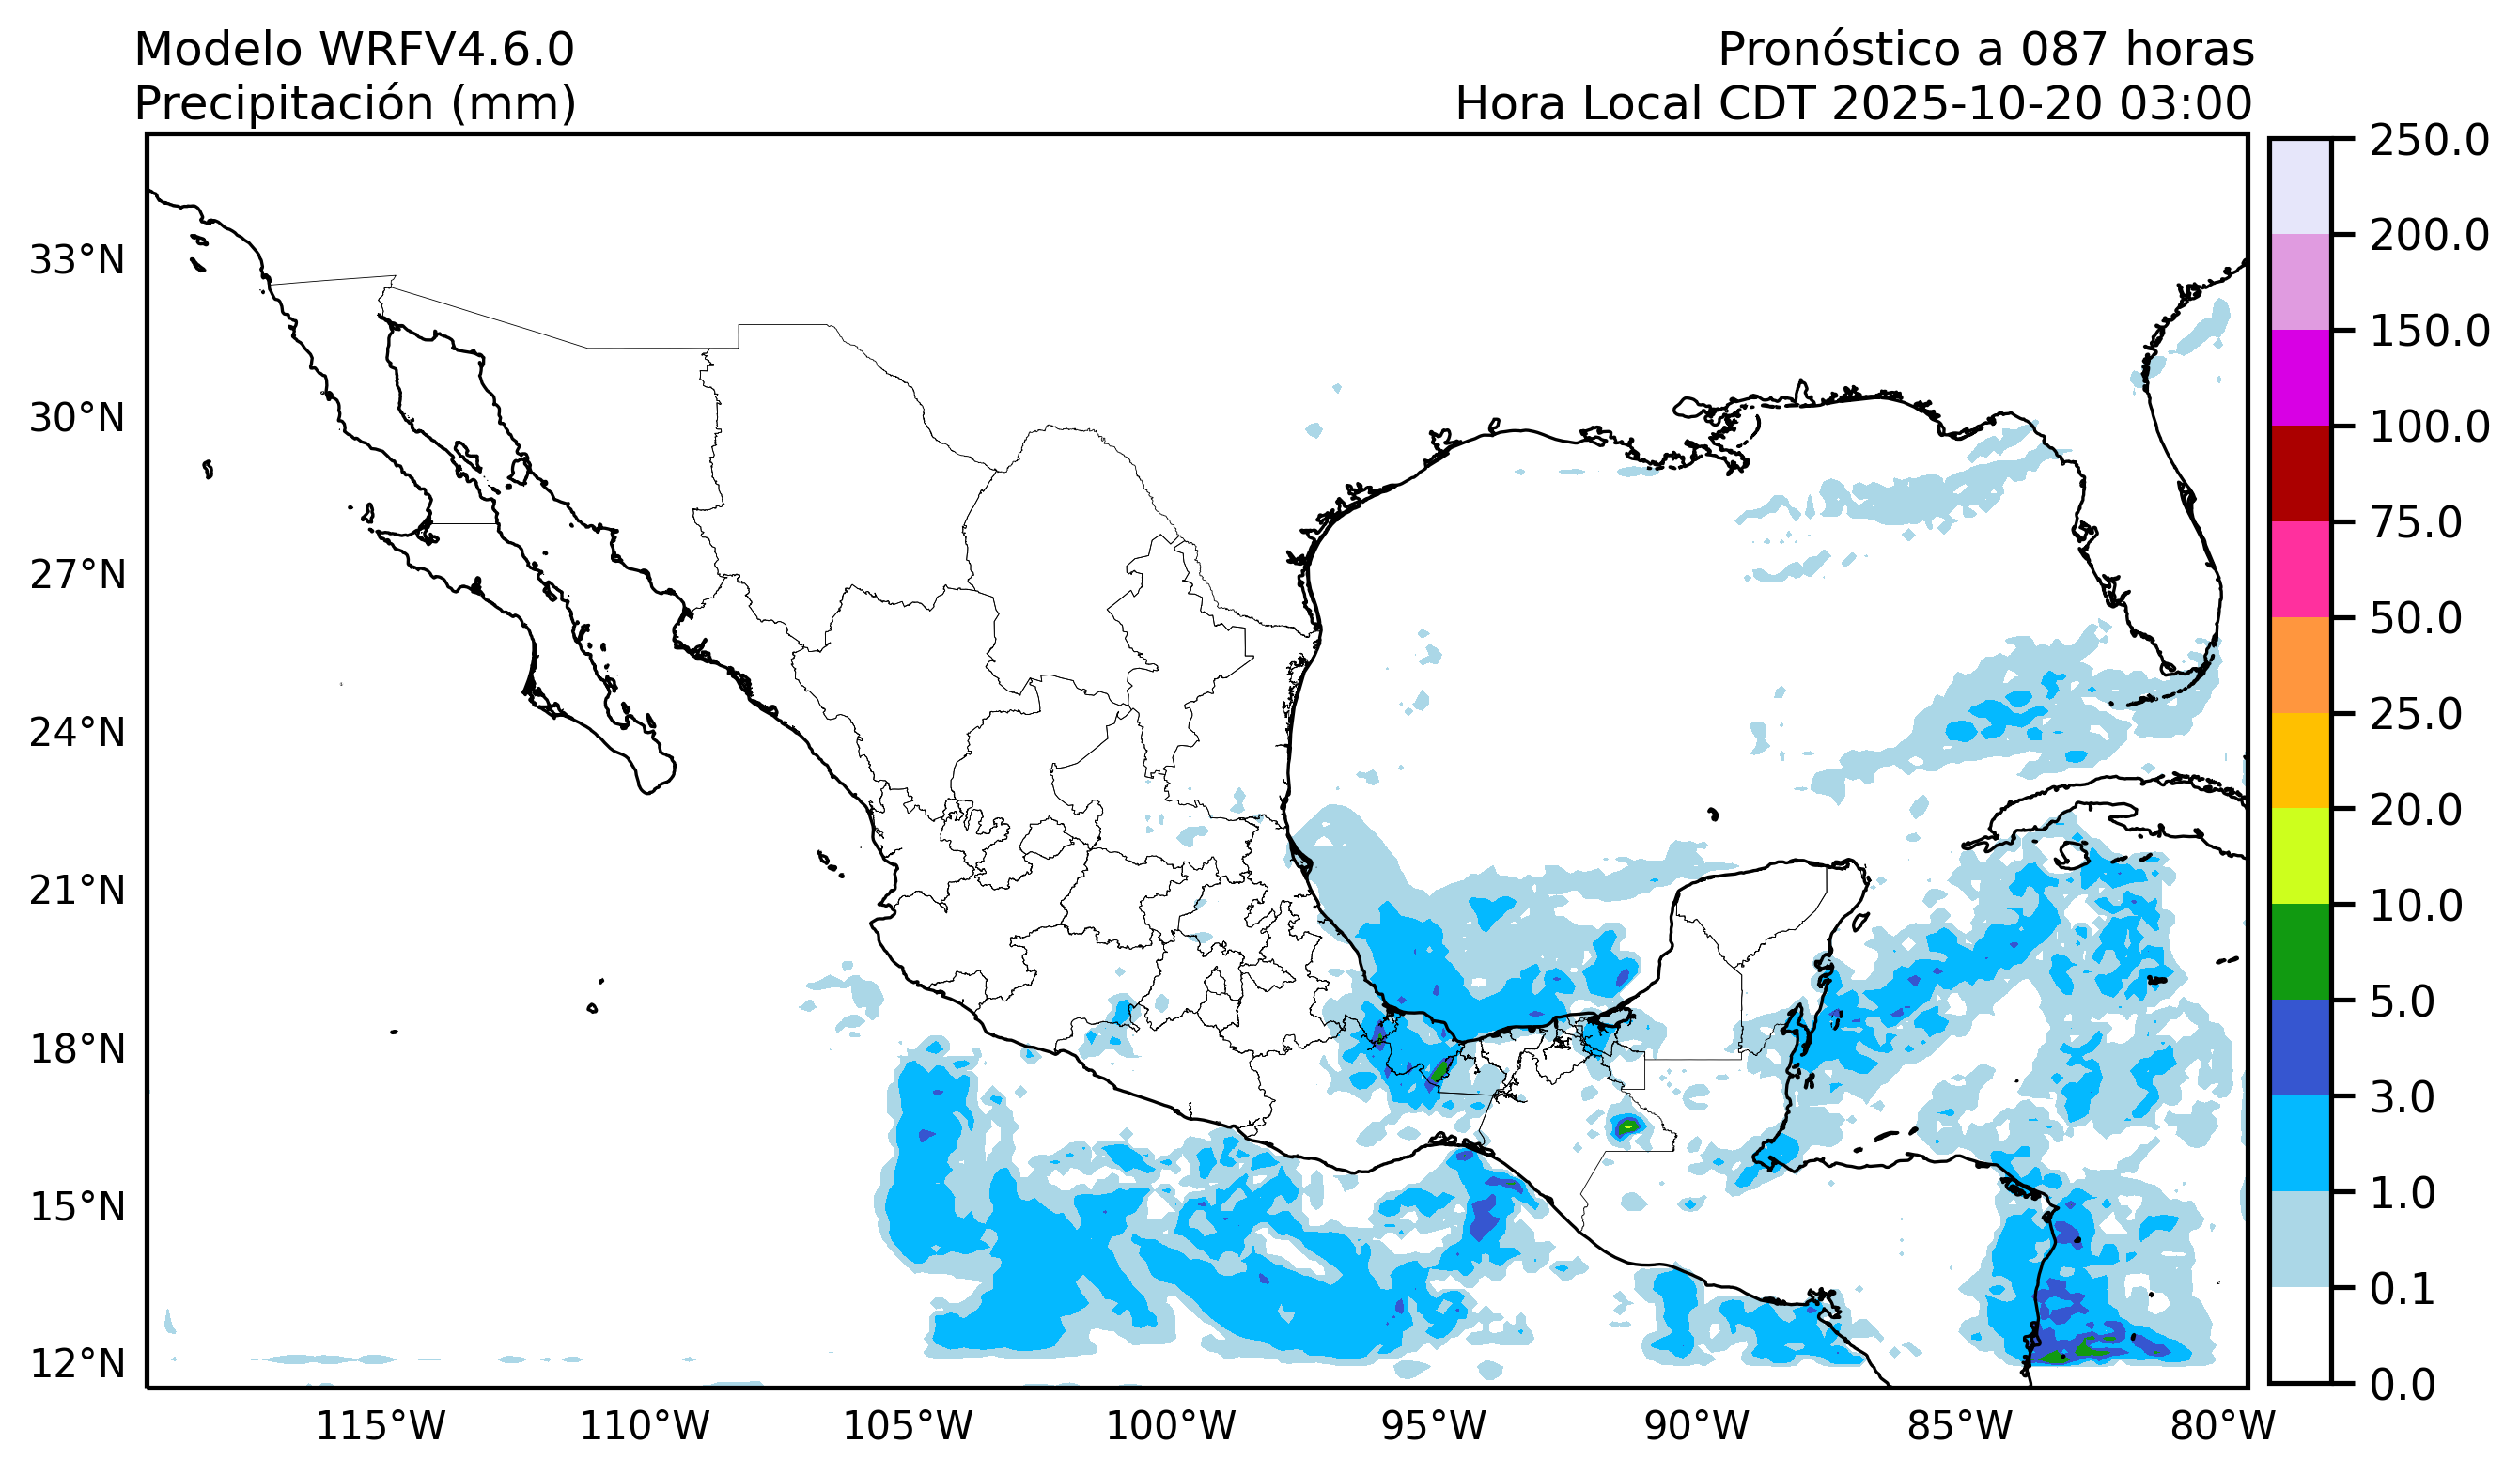 Modelo WRFV4.6.0
Precipitación (mm)
Pronóstico a 087 horas
Hora Local CDT 2025-10-20 03:00
33°N
30°N
27°N
24°N
21°N
18°N
15°N
12°N
115°W
110°W
105°W
100°W
95°W
90°W
85°W
80°W
250.0
200.0
150.0
100.0
75.0
50.0
25.0
20.0
10.0
5.0
3.0
1.0
0.1
0.0